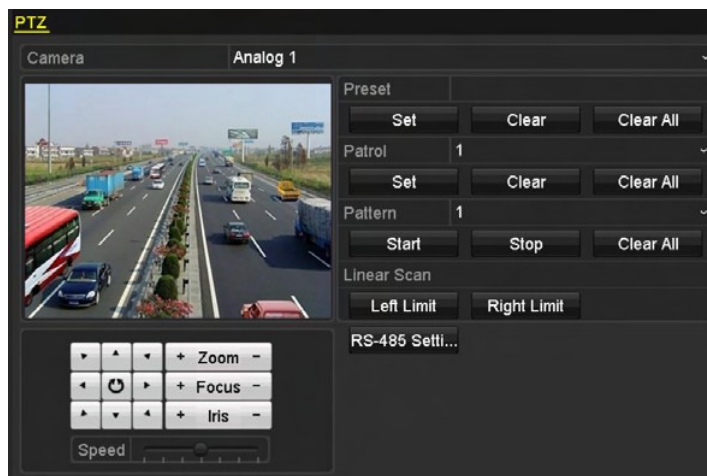 PTZ
Camera Analog 1
Preset
Set Clear Clear All
Patrol 1
Set Clear Clear All
Pattern 1
Start Stop Clear All
Linear Scan
Left Limit Right Limit
RS-485 Setti...
+ Zoom -
+ Focus -
+ Iris -
Speed